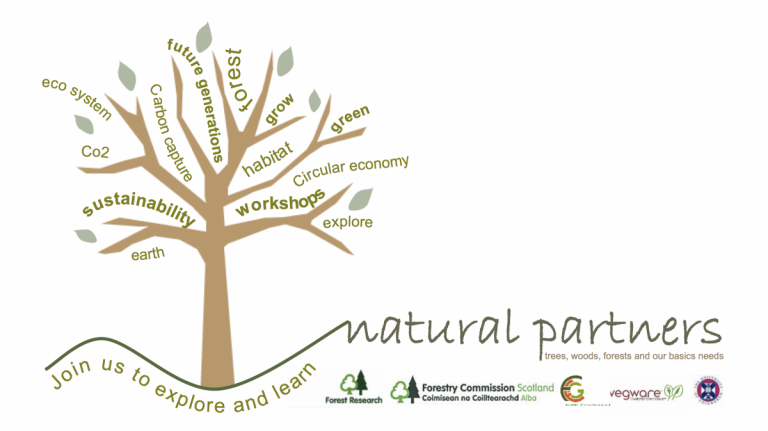 future generations
forest
eco system
Carbon capture
grow
green
Co2
habitat
Circular economy
sustainability
workshops
explore
earth
natural partners
trees, woods, forests and our basics needs
Join us to explore and learn
Forest Research
Forestry Commission Scotland
Coimisean na Coilltearachd Alba
vegware